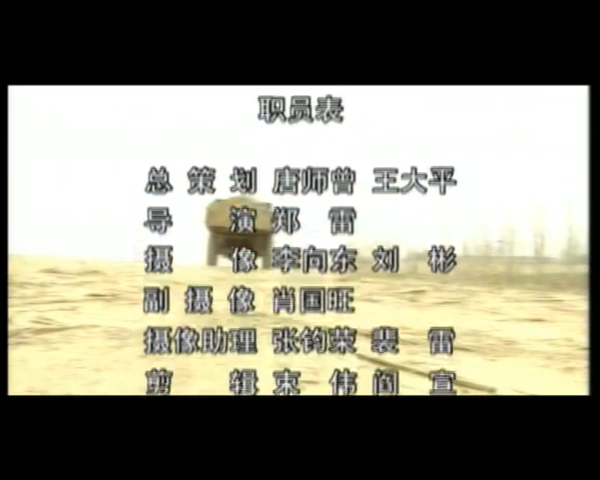 职员表
总 策 划 唐师曾 王大平
导 演 郑 雷
摄 像 李向东 刘 彬
副 摄 像 肖国旺
摄像助理 张钧荣 裴 雷
剪 辑 束 伟 阎 宣